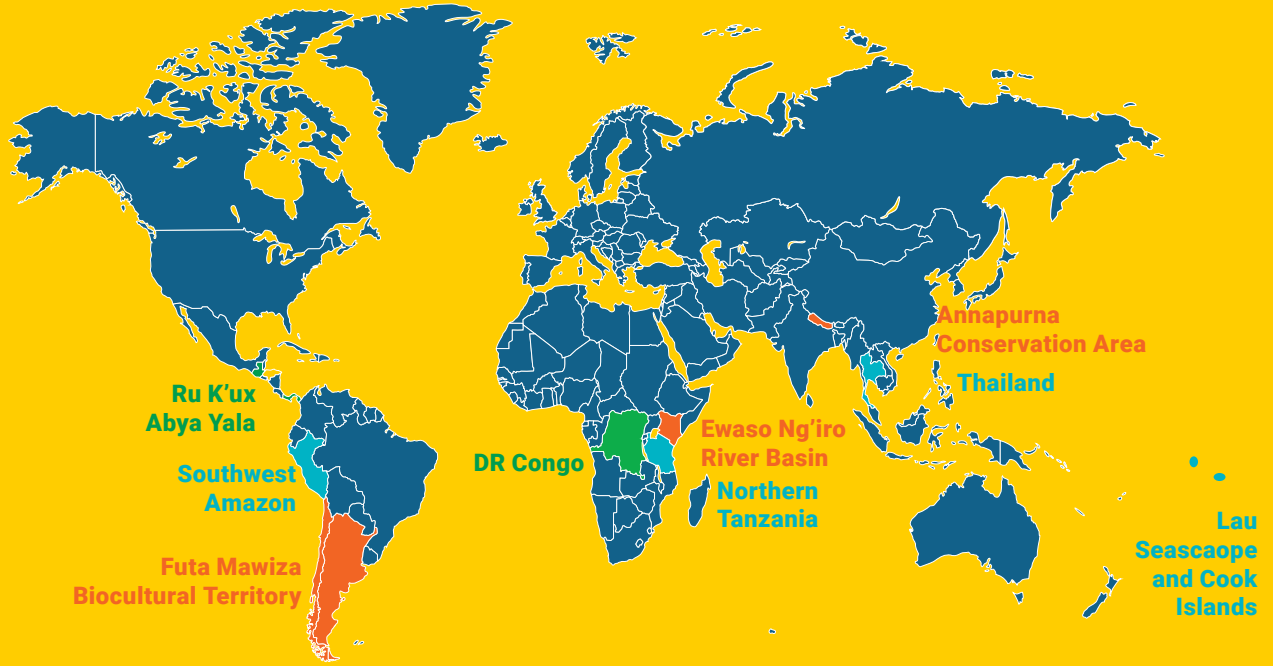 Annapurna
Conservation Area
Thailand
Ru K'ux
Abya Yala
Southwest
Amazon
DR Congo
Ewaso Ng'iro
River Basin
Northern
Tanzania
Futa Mawiza
Biocultural Territory
Lau
Seascaope
and Cook
Islands